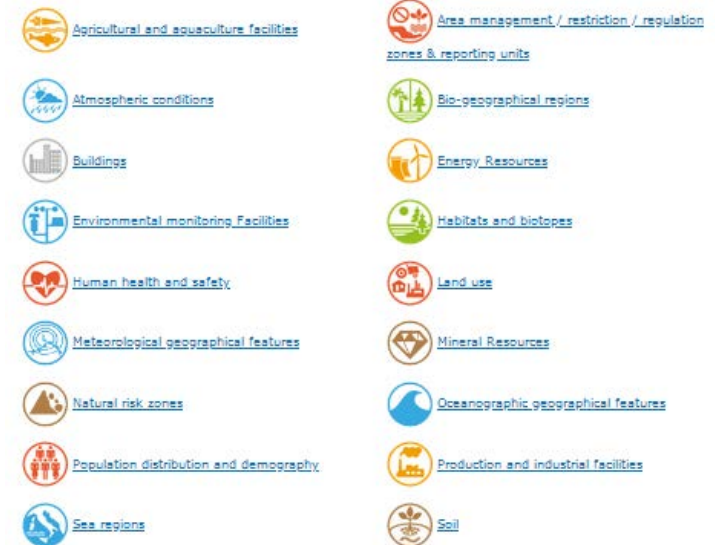 Agricultural and aquaculture facilities
Area management / restriction / regulation
zones & reporting units
Atmospheric conditions
Bio-geographical regions
Buildings
Energy Resources
Environmental monitoring Facilities
Habitats and biotopes
Human health and safety
Land use
Meteorological geographical features
Mineral Resources
Natural risk zones
Oceanographic geographical features
Population distribution and demography
Production and industrial facilities
Sea regions
Soil